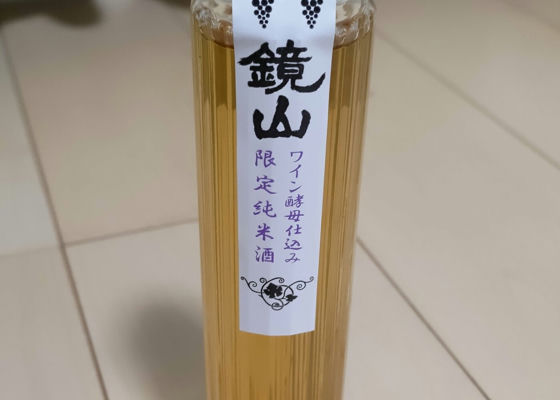 鏡山
ワイン酵母仕込み
限定純米酒